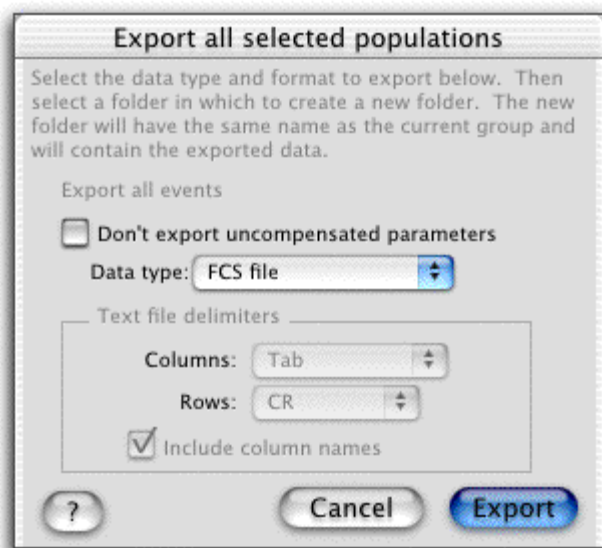 Export all selected populations
Select the data type and format to export below.  Then
select a folder in which to create a new folder.  The new
folder will have the same name as the current group and
will contain the exported data.
Export all events
Don't export uncompensated parameters
Data type: FCS file
Text file delimiters
Columns: Tab
Rows: CR
Include column names
? Cancel Export